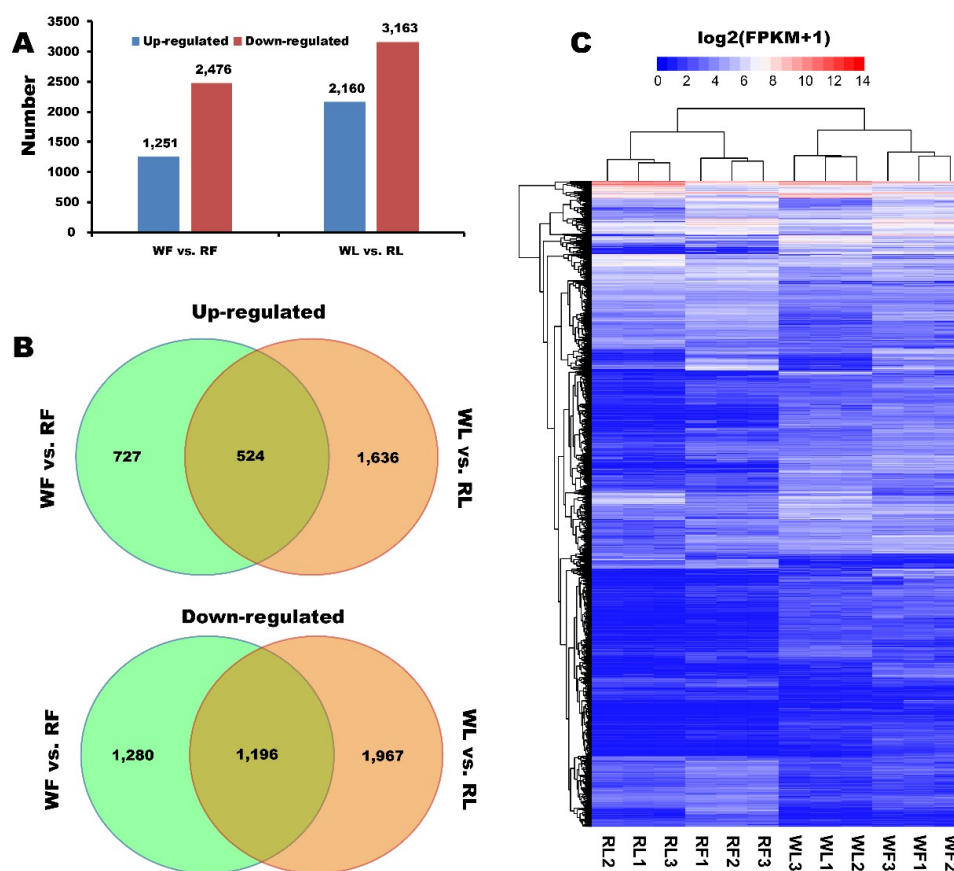 A
Number
3500
3000
2500
2000
1500
1000
500
0
Up-regulated Down-regulated
1,251
2,476
2,160
3,163
WF vs. RF WL vs. RL
B
Up-regulated
WF vs. RF
727 524 1,636
WL vs. RL
Down-regulated
WF vs. RF
1,280 1,196 1,967
WL vs. RL
C
log2(FPKM+1)
0 2 4 6 8 10 12 14
RL2 RL1 RL3 RF1 RF2 RF3 WL3 WL1 WL2 WF3 WF1 WF2